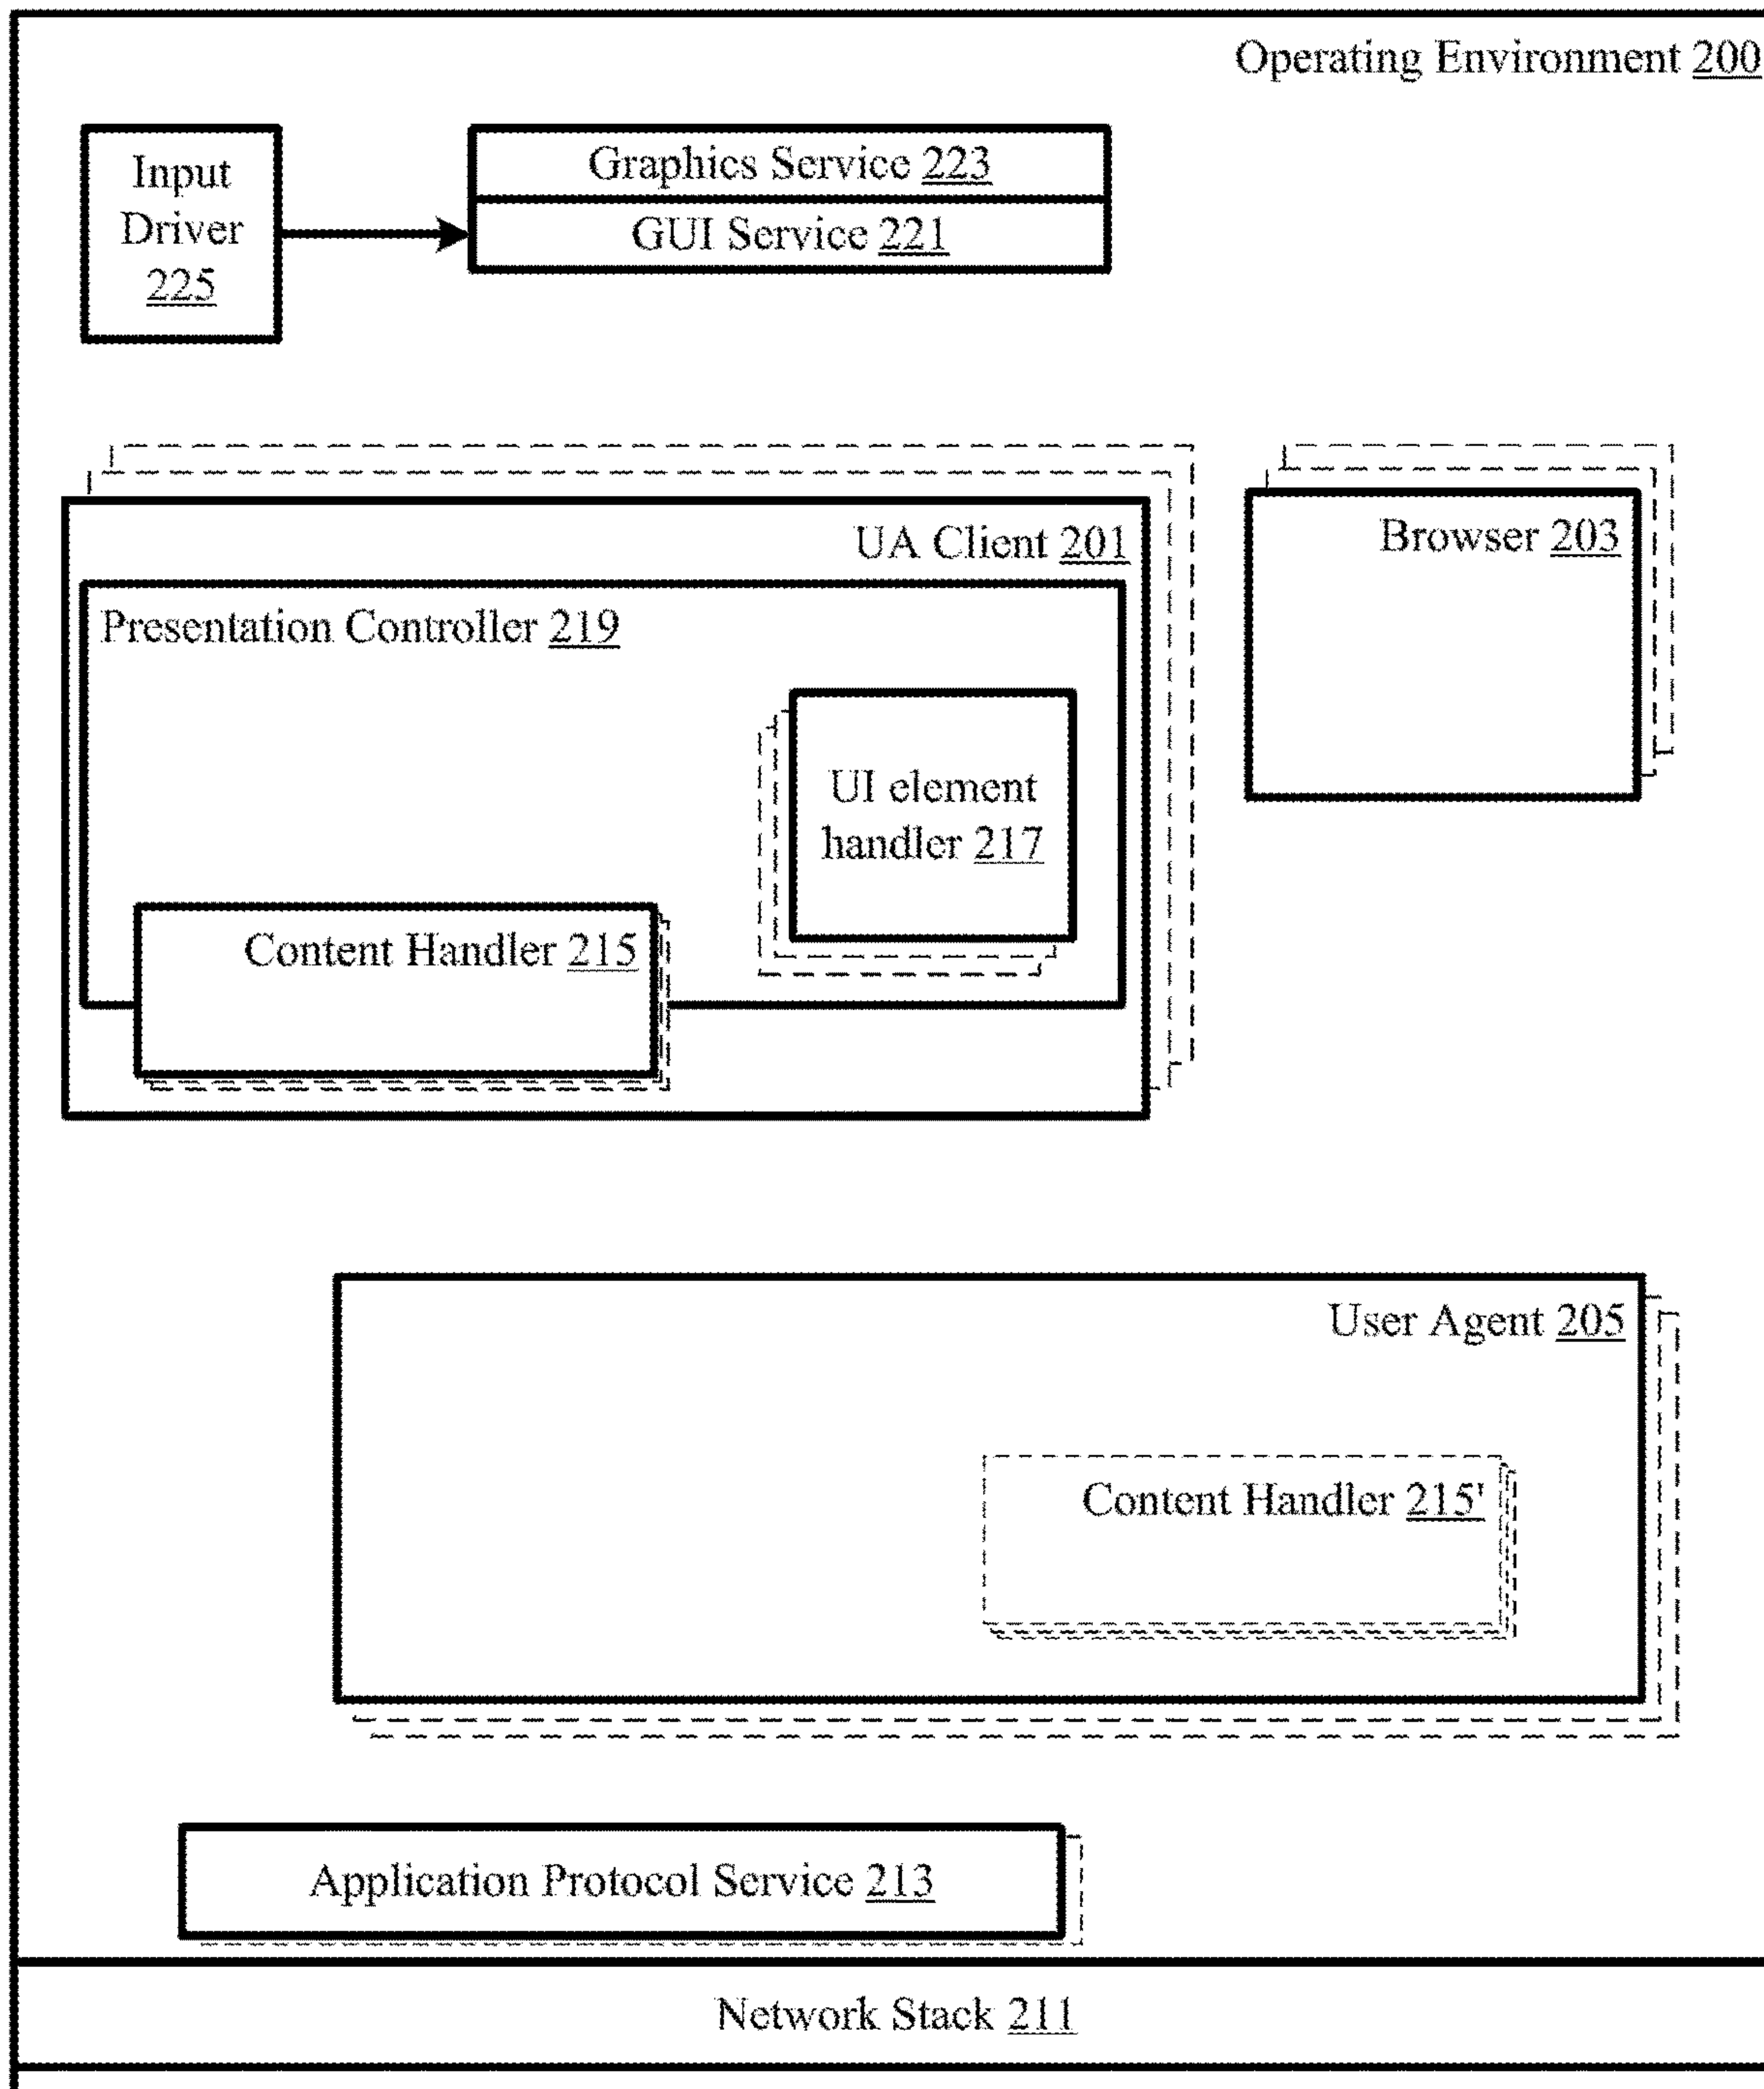 Operating Environment 200
Input
Driver
225
Graphics Service 223
GUI Service 221
UA Client 201
Browser 203
Presentation Controller 219
UI element
handler 217
Content Handler 215
User Agent 205
Content Handler 215'
Application Protocol Service 213
Network Stack 211